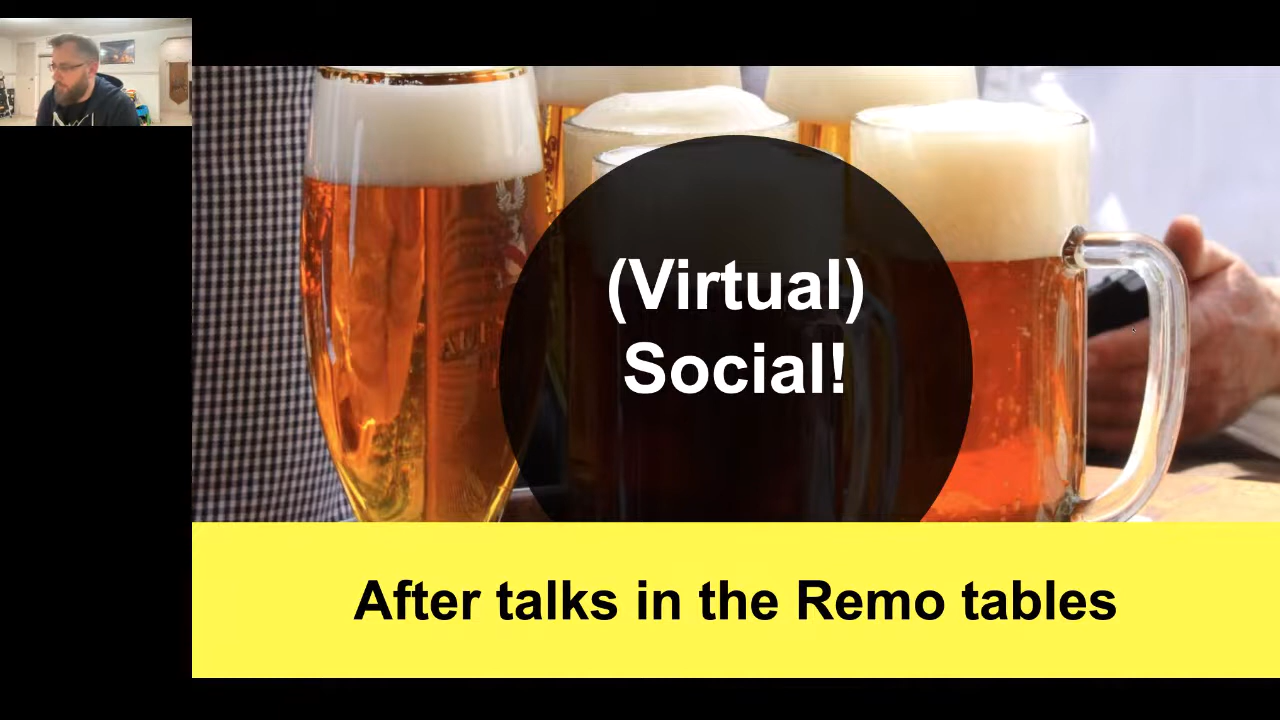 (Virtual)
Social!
After talks in the Remo tables